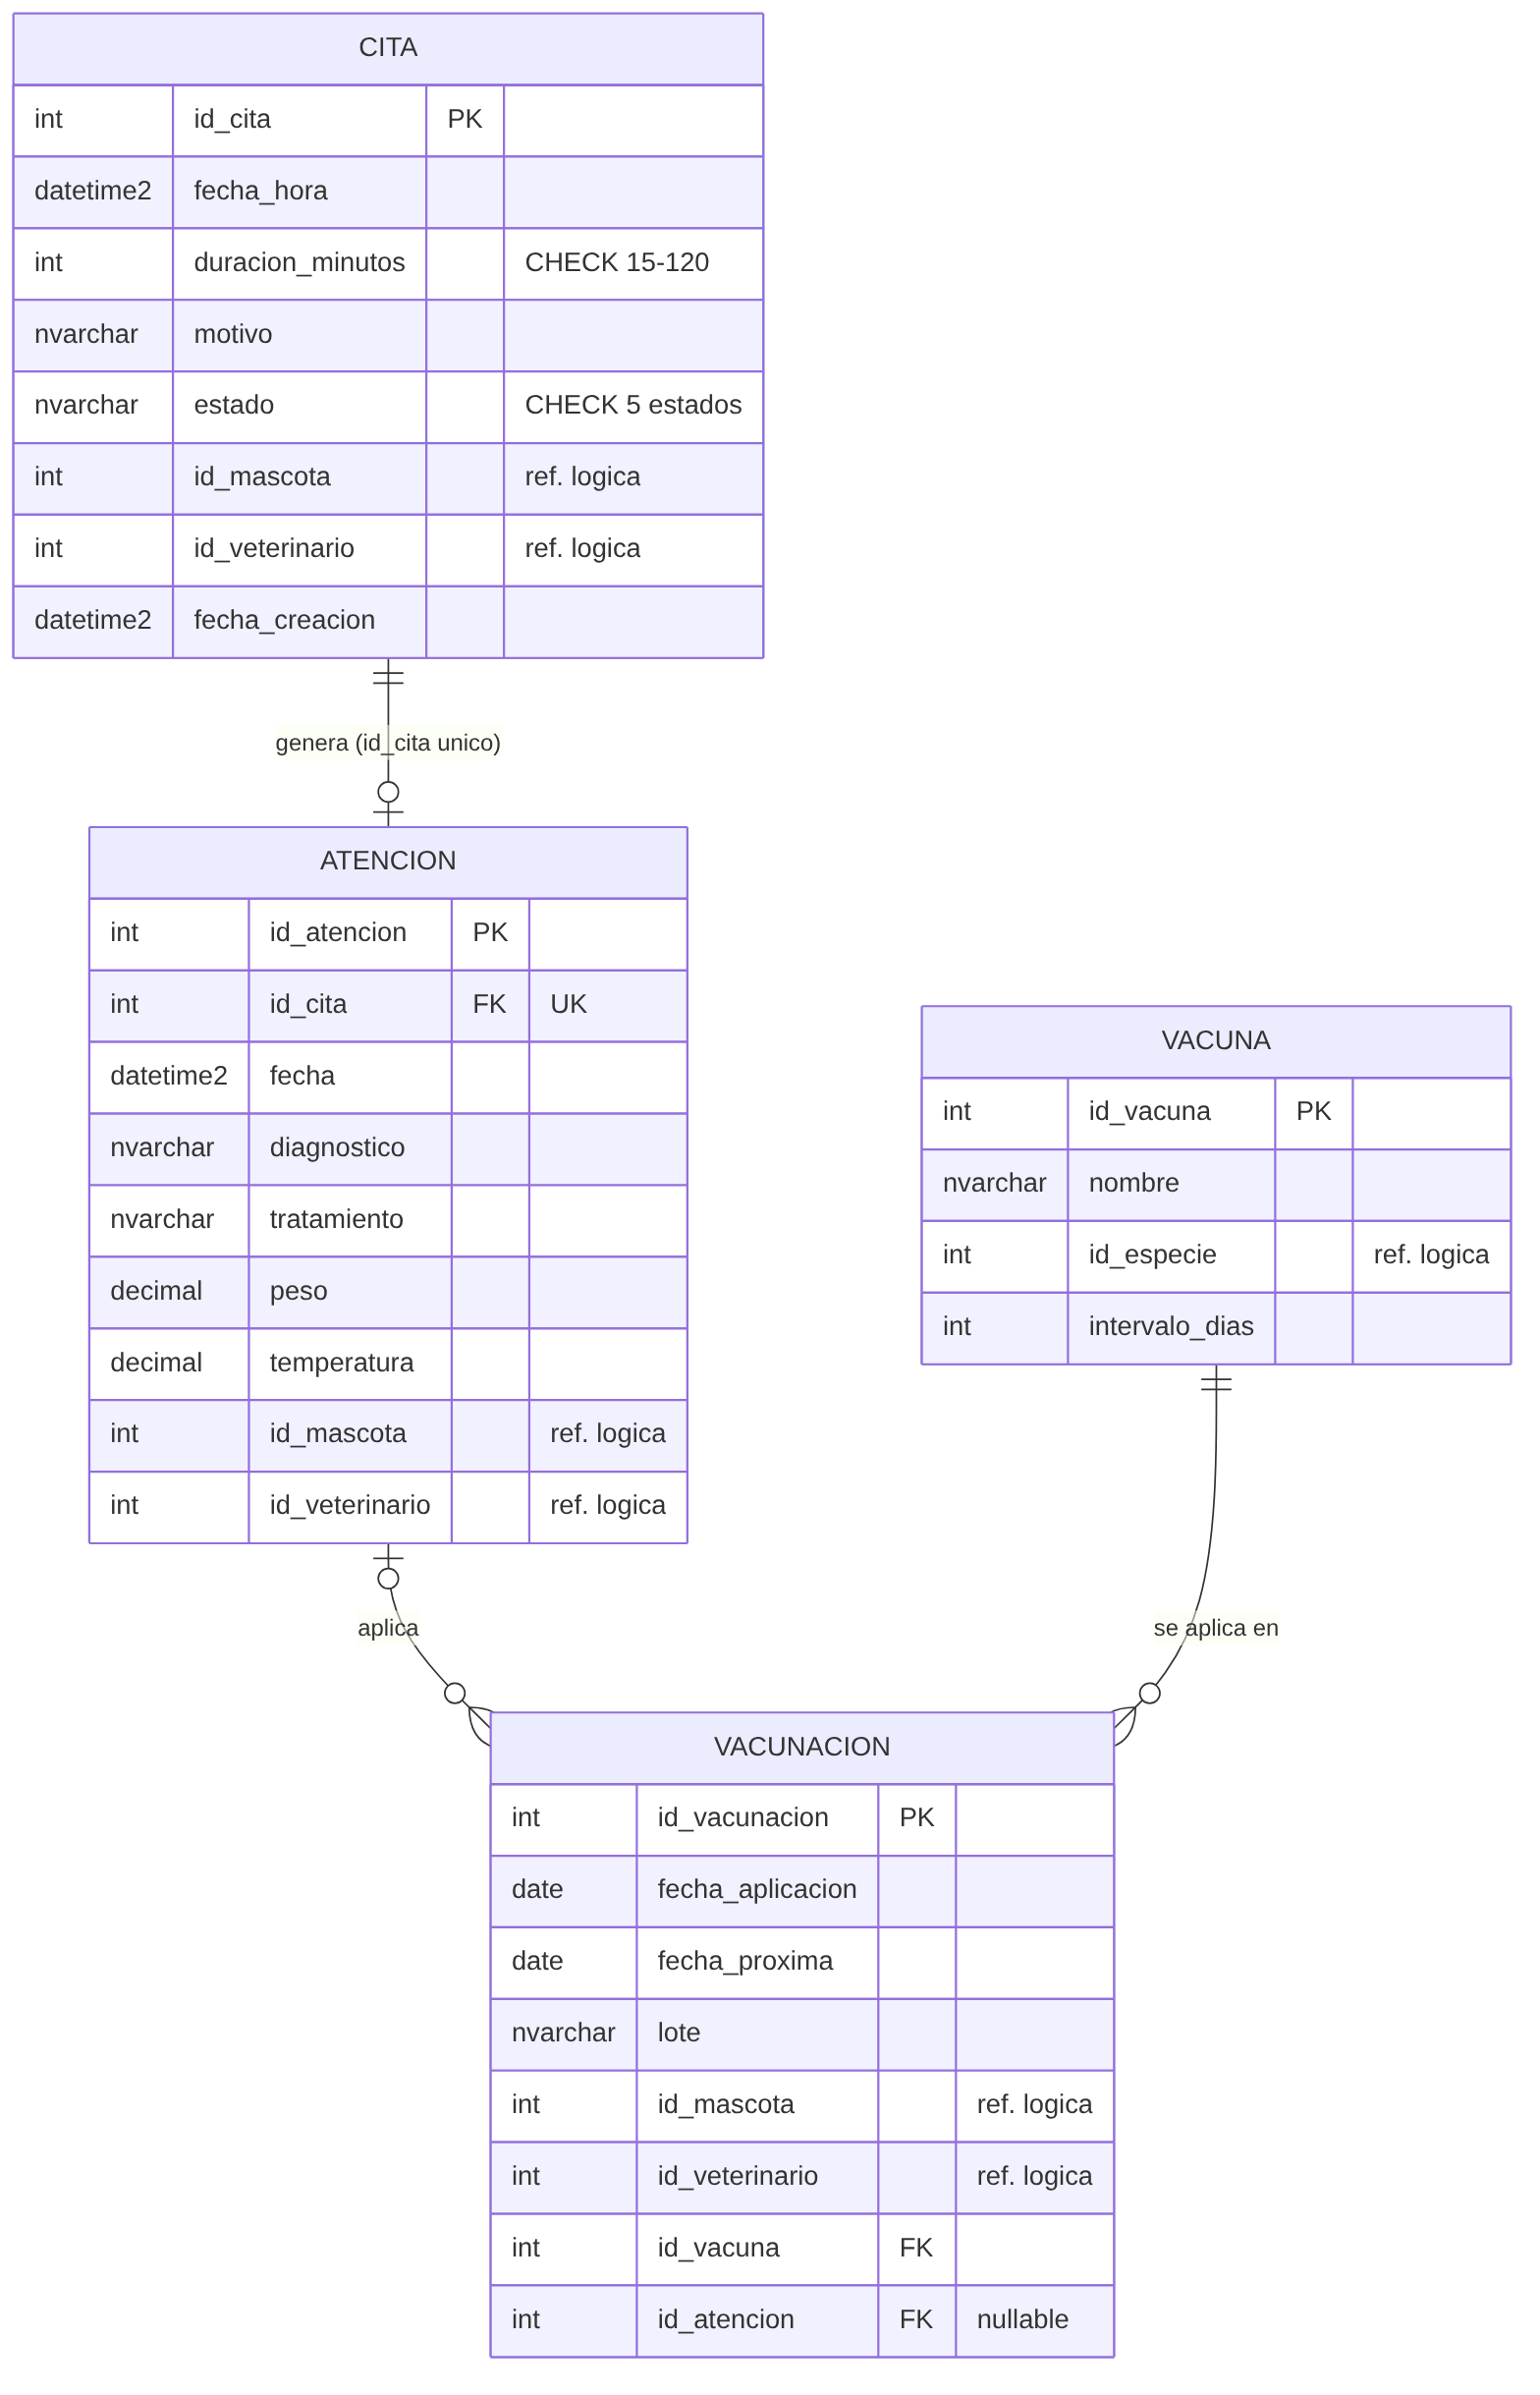 CITA
int id_cita PK
datetime2 fecha_hora
int duracion_minutos CHECK 15-120
nvarchar motivo
nvarchar estado CHECK 5 estados
int id_mascota ref. logica
int id_veterinario ref. logica
datetime2 fecha_creacion
genera (id_cita unico)
ATENCION
int id_atencion PK
int id_cita FK UK
datetime2 fecha
nvarchar diagnostico
nvarchar tratamiento
decimal peso
decimal temperatura
int id_mascota ref. logica
int id_veterinario ref. logica
VACUNA
int id_vacuna PK
nvarchar nombre
int id_especie ref. logica
int intervalo_dias
aplica
se aplica en
VACUNACION
int id_vacunacion PK
date fecha_aplicacion
date fecha_proxima
nvarchar lote
int id_mascota ref. logica
int id_veterinario ref. logica
int id_vacuna FK
int id_atencion FK nullable